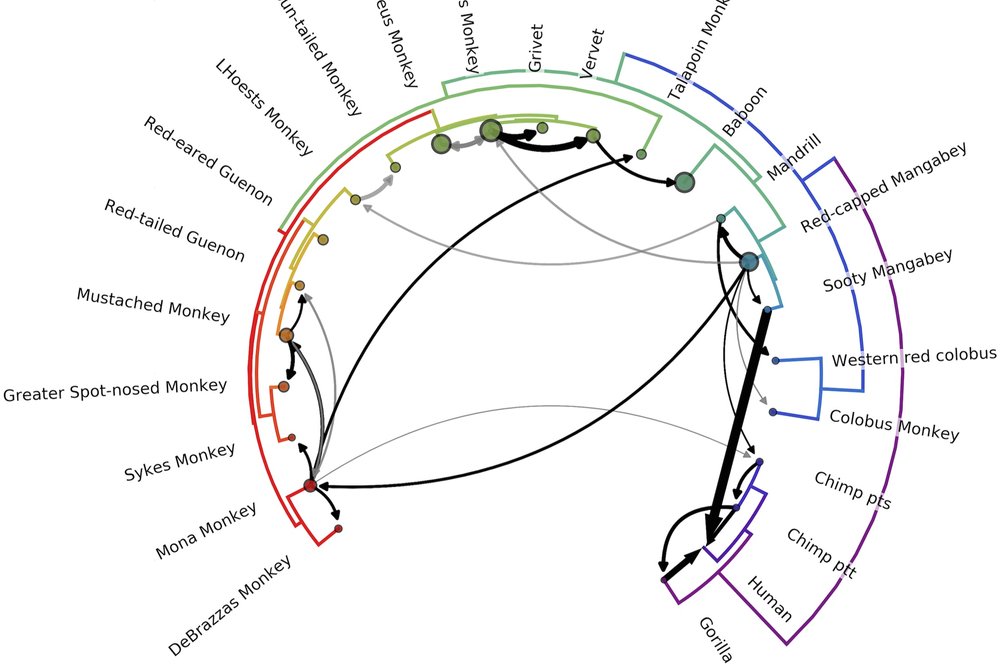 DeBrazzas Monkey
Mona Monkey
Sykes Monkey
Greater Spot-nosed Monkey
Mustached Monkey
Red-tailed Guenon
Red-eared Guenon
LHoests Monkey
un-tailed Monkey
eus Monkey
s Monkey
Grivet
Vervet
Talapoin Monk
Baboon
Mandrill
Red-capped Mangabey
Sooty Mangabey
Western red colobus
Colobus Monkey
Chimp pts
Chimp ptt
Human
Gorilla